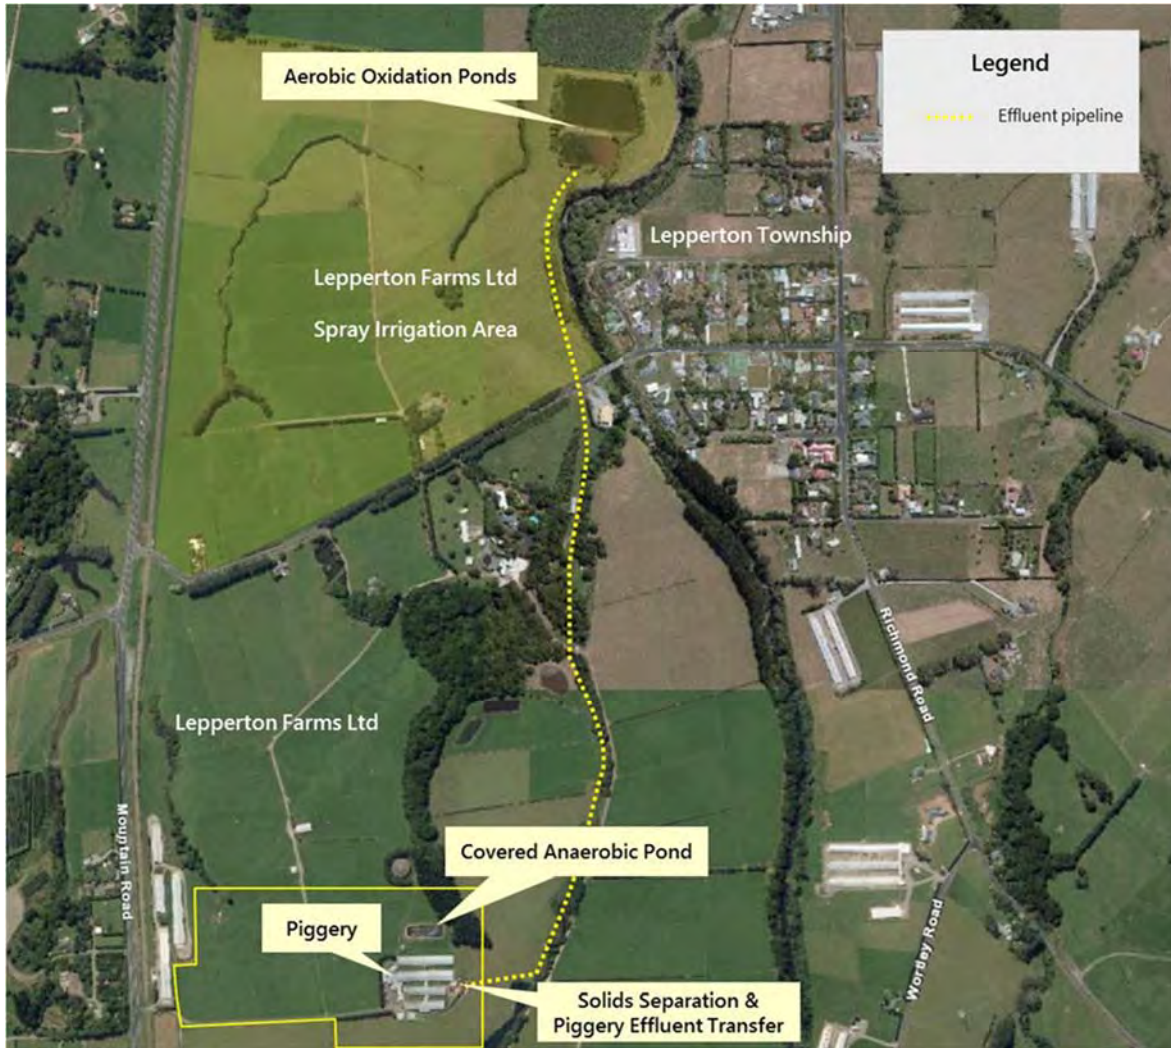 Aerobic Oxidation Ponds
Legend
Effluent pipeline
Lepperton Township
Lepperton Farms Ltd
Spray Irrigation Area
Richmond Road
Lepperton Farms Ltd
Mountain Road
Covered Anaerobic Pond
Piggery
Wordey Road
Solids Separation &
Piggery Effluent Transfer